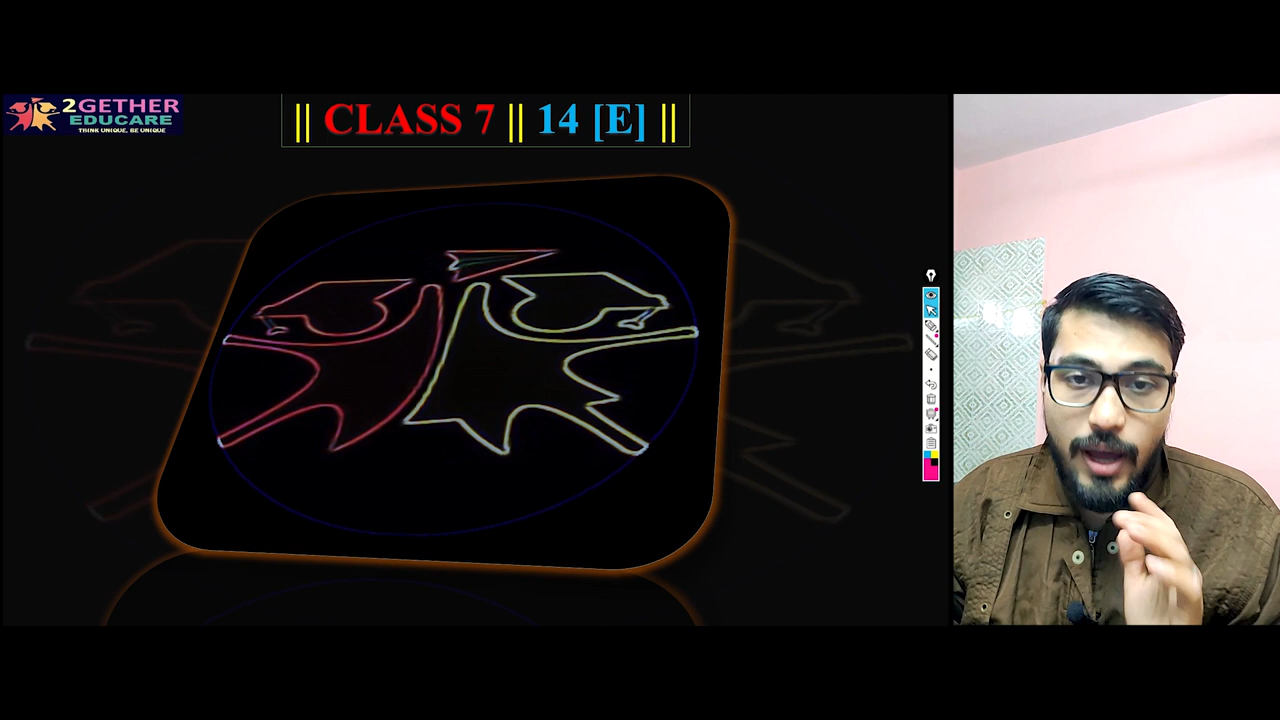 2GETHER
EDUCARE
THINK UNIQUE, BE UNIQUE
|| CLASS 7 || 14 [E] ||